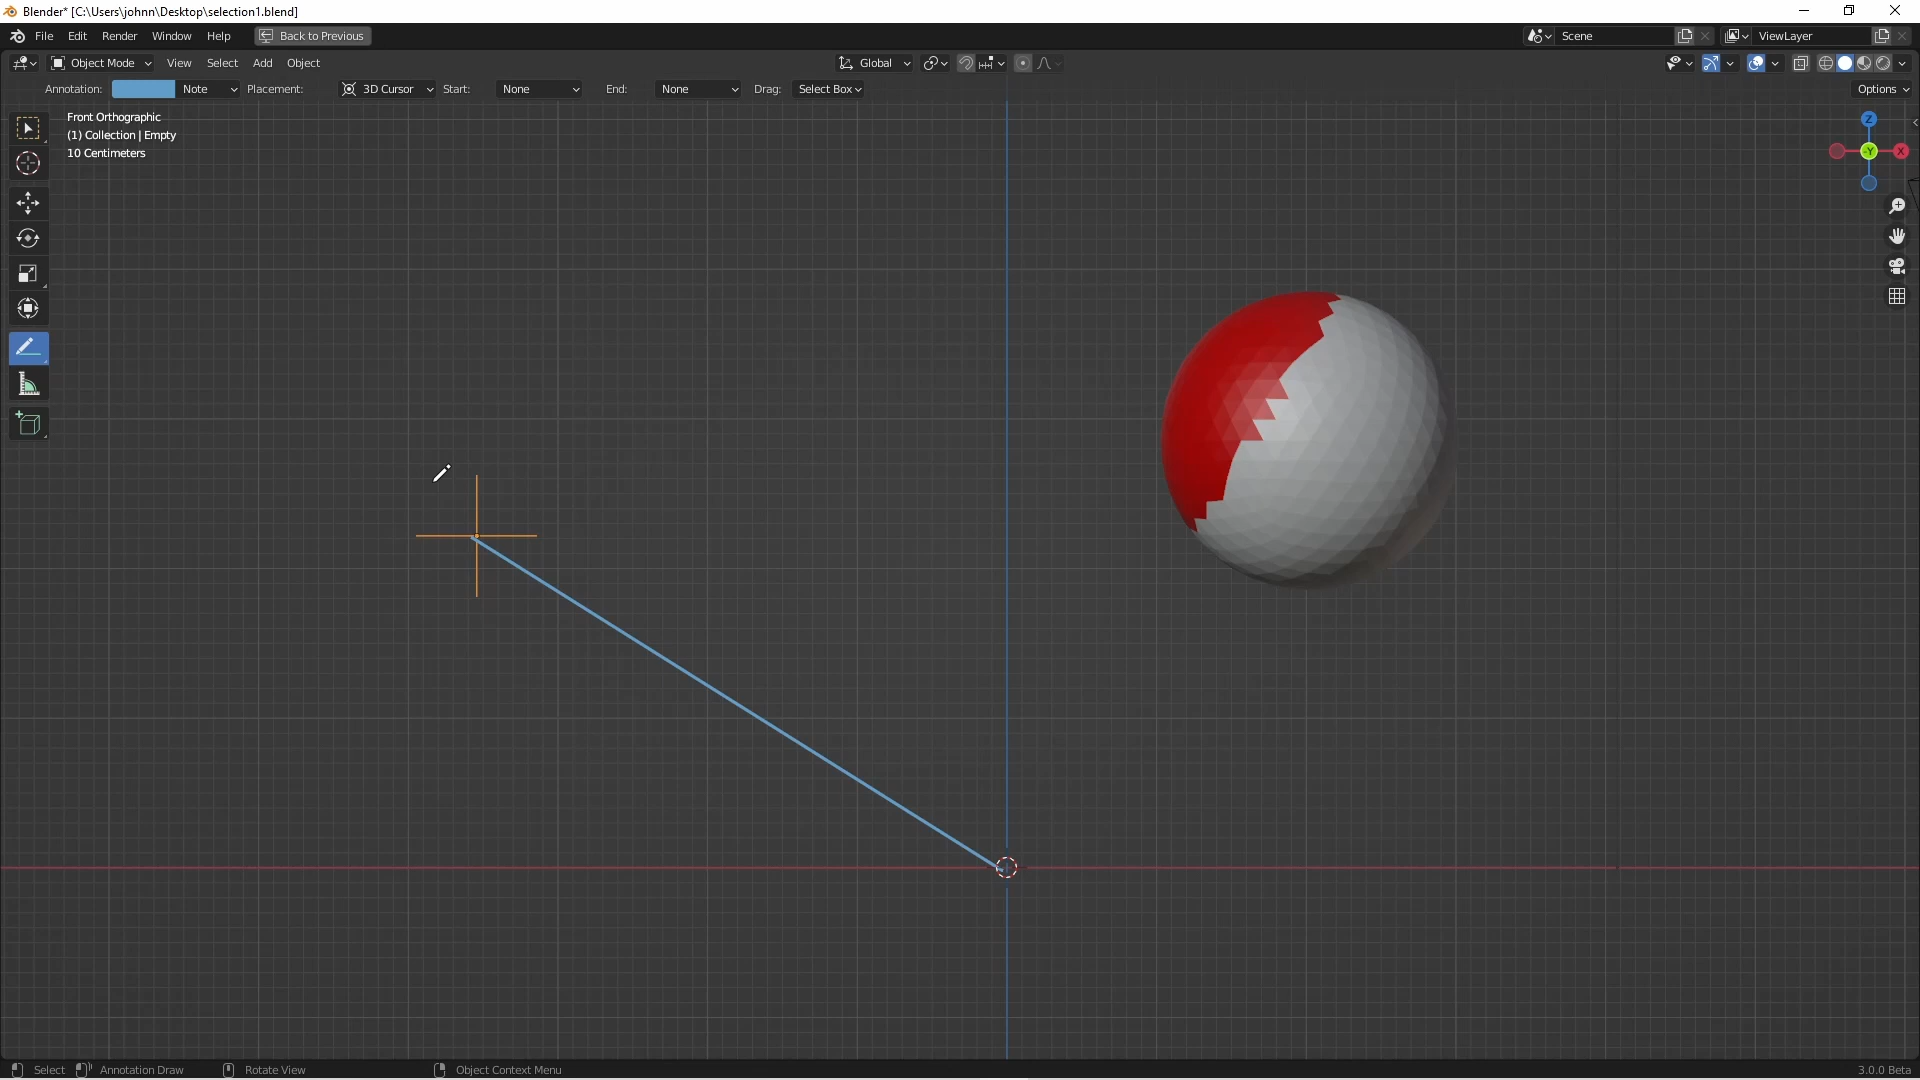 Blender* [C:\Users\johnn\Desktop\selection1.blend]
File Edit Render Window Help Back to Previous Scene ViewLayer
Object Mode View Select Add Object Global
Annotation: Note Placement: 3D Cursor Start: None End: None Drag: Select Box Options
Front Orthographic
(1) Collection | Empty
10 Centimeters
Z
-Y X
Select Annotation Draw Rotate View Object Context Menu 3.0.0 Beta